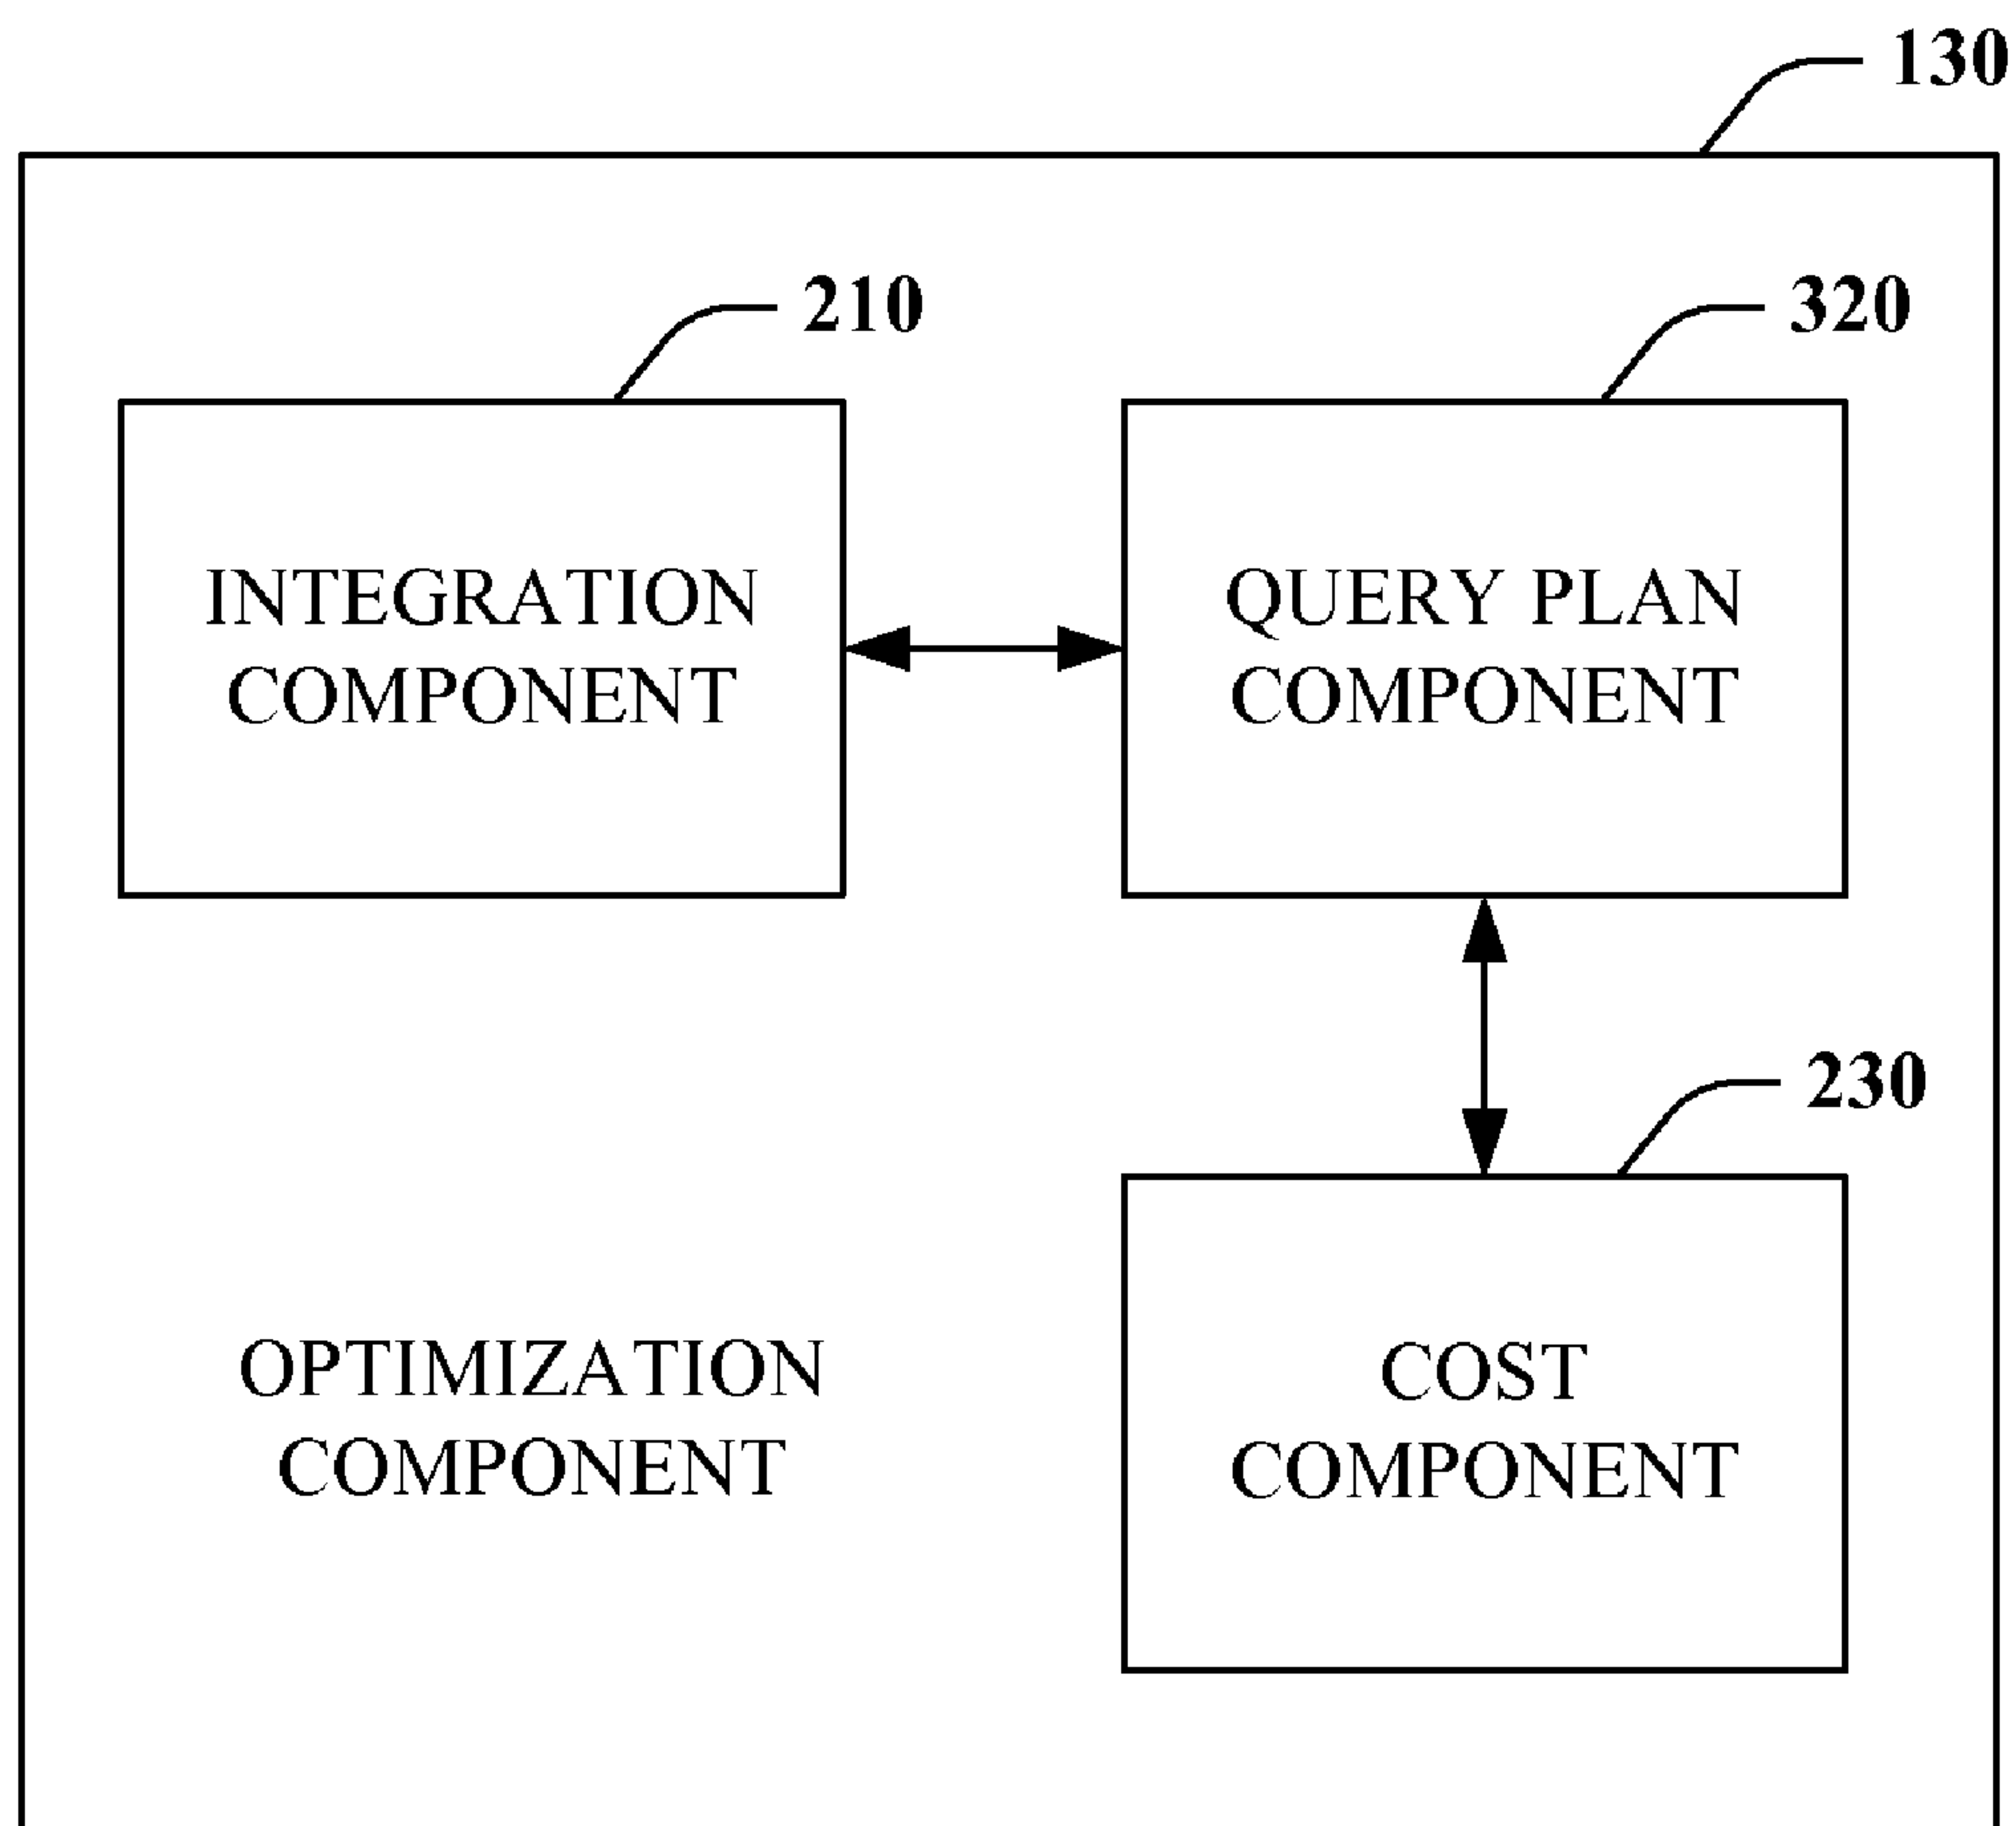 130
210
320
INTEGRATION
COMPONENT
QUERY PLAN
COMPONENT
230
OPTIMIZATION
COMPONENT
COST
COMPONENT